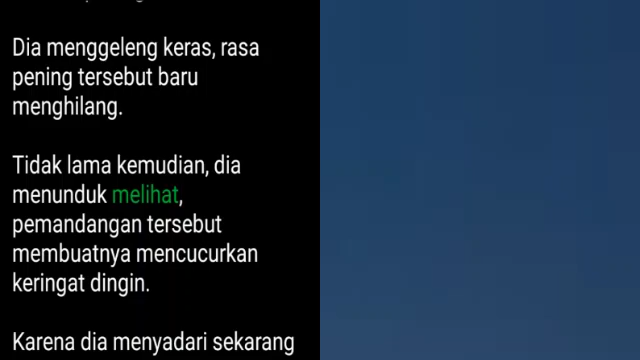 Dia menggeleng keras, rasa
pening tersebut baru
menghilang.
Tidak lama kemudian, dia
menunduk melihat,
pemandangan tersebut
membuatnya mencucurkan
keringat dingin.
Karena dia menyadari sekarang